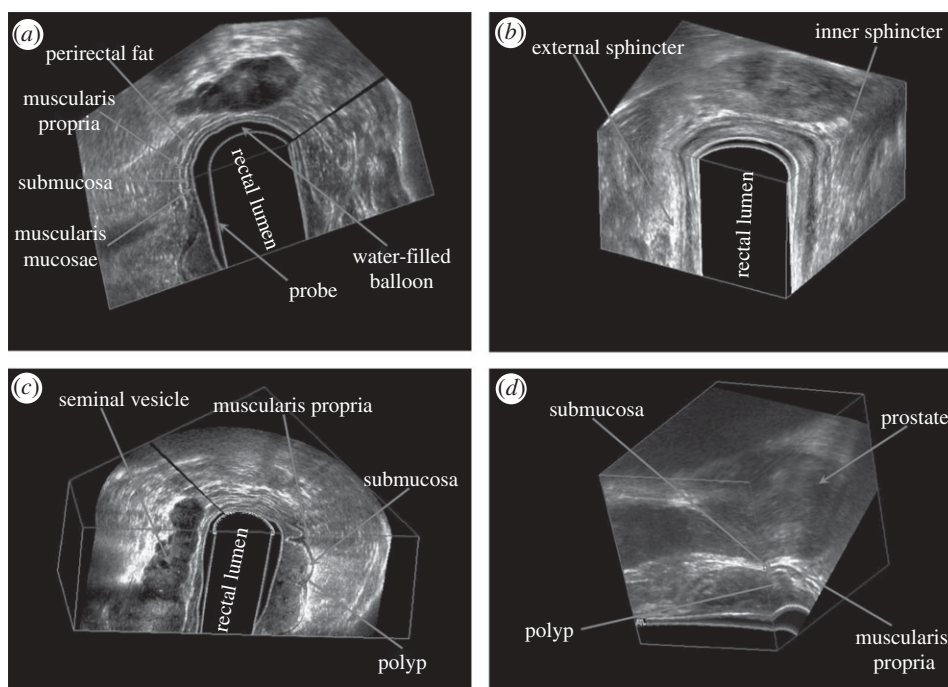 (a)
perirectal fat
muscularis
propria
submucosa
muscularis
mucosae
rectal lumen
probe
water-filled
balloon
(b)
external sphincter
inner sphincter
rectal lumen
(c)
seminal vesicle
muscularis propria
submucosa
rectal lumen
polyp
(d)
submucosa
prostate
polyp
muscularis
propria